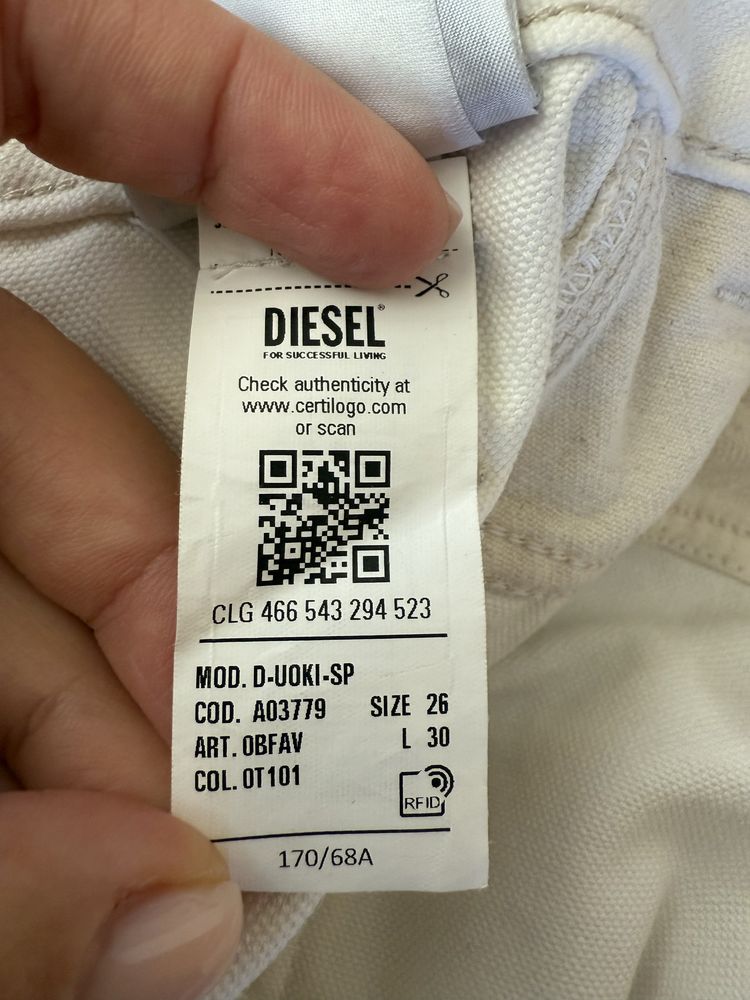 DIESEL®
FOR SUCCESSFUL LIVING
Check authenticity at
www.certilogo.com
or scan
CLG 466 543 294 523
MOD. D-UOKI-SP
COD. A03779 SIZE 26
ART. 0BFAV L 30
COL. 0T101
RFID
170/68A